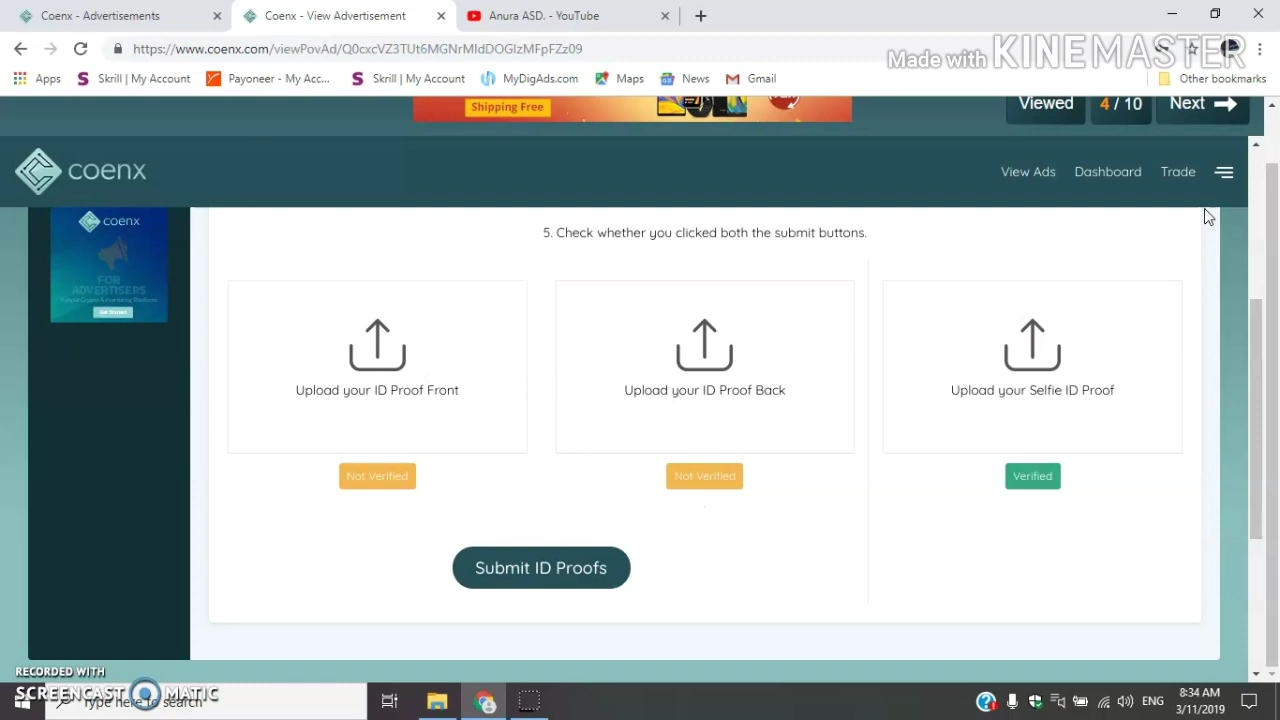 Coenx - Advertisements
Coenx - View Advertisement
Anura ASD. - YouTube
https://www.coenx.com/viewPovAd/Q0cxcVZ3TUt6MGNrMldDOGlzMFpFZz09
Made with KINEMASTER
Apps
Skrill | My Account
Payoneer - My Acc...
Skrill | My Account
MyDigAds.com
Maps
News
Gmail
Other bookmarks
Shipping Free
Viewed
4 / 10
Next
coenx
View Ads
Dashboard
Trade
coenx
FOR
ADVERTISERS
Get Started
5. Check whether you clicked both the submit buttons.
Upload your ID Proof Front
Upload your ID Proof Back
Upload your Selfie ID Proof
Not Verified
Not Verified
Verified
Submit ID Proofs
RECORDED WITH
SCREENCAST MATIC
Type here to search
ENG
8:34 AM
3/11/2019